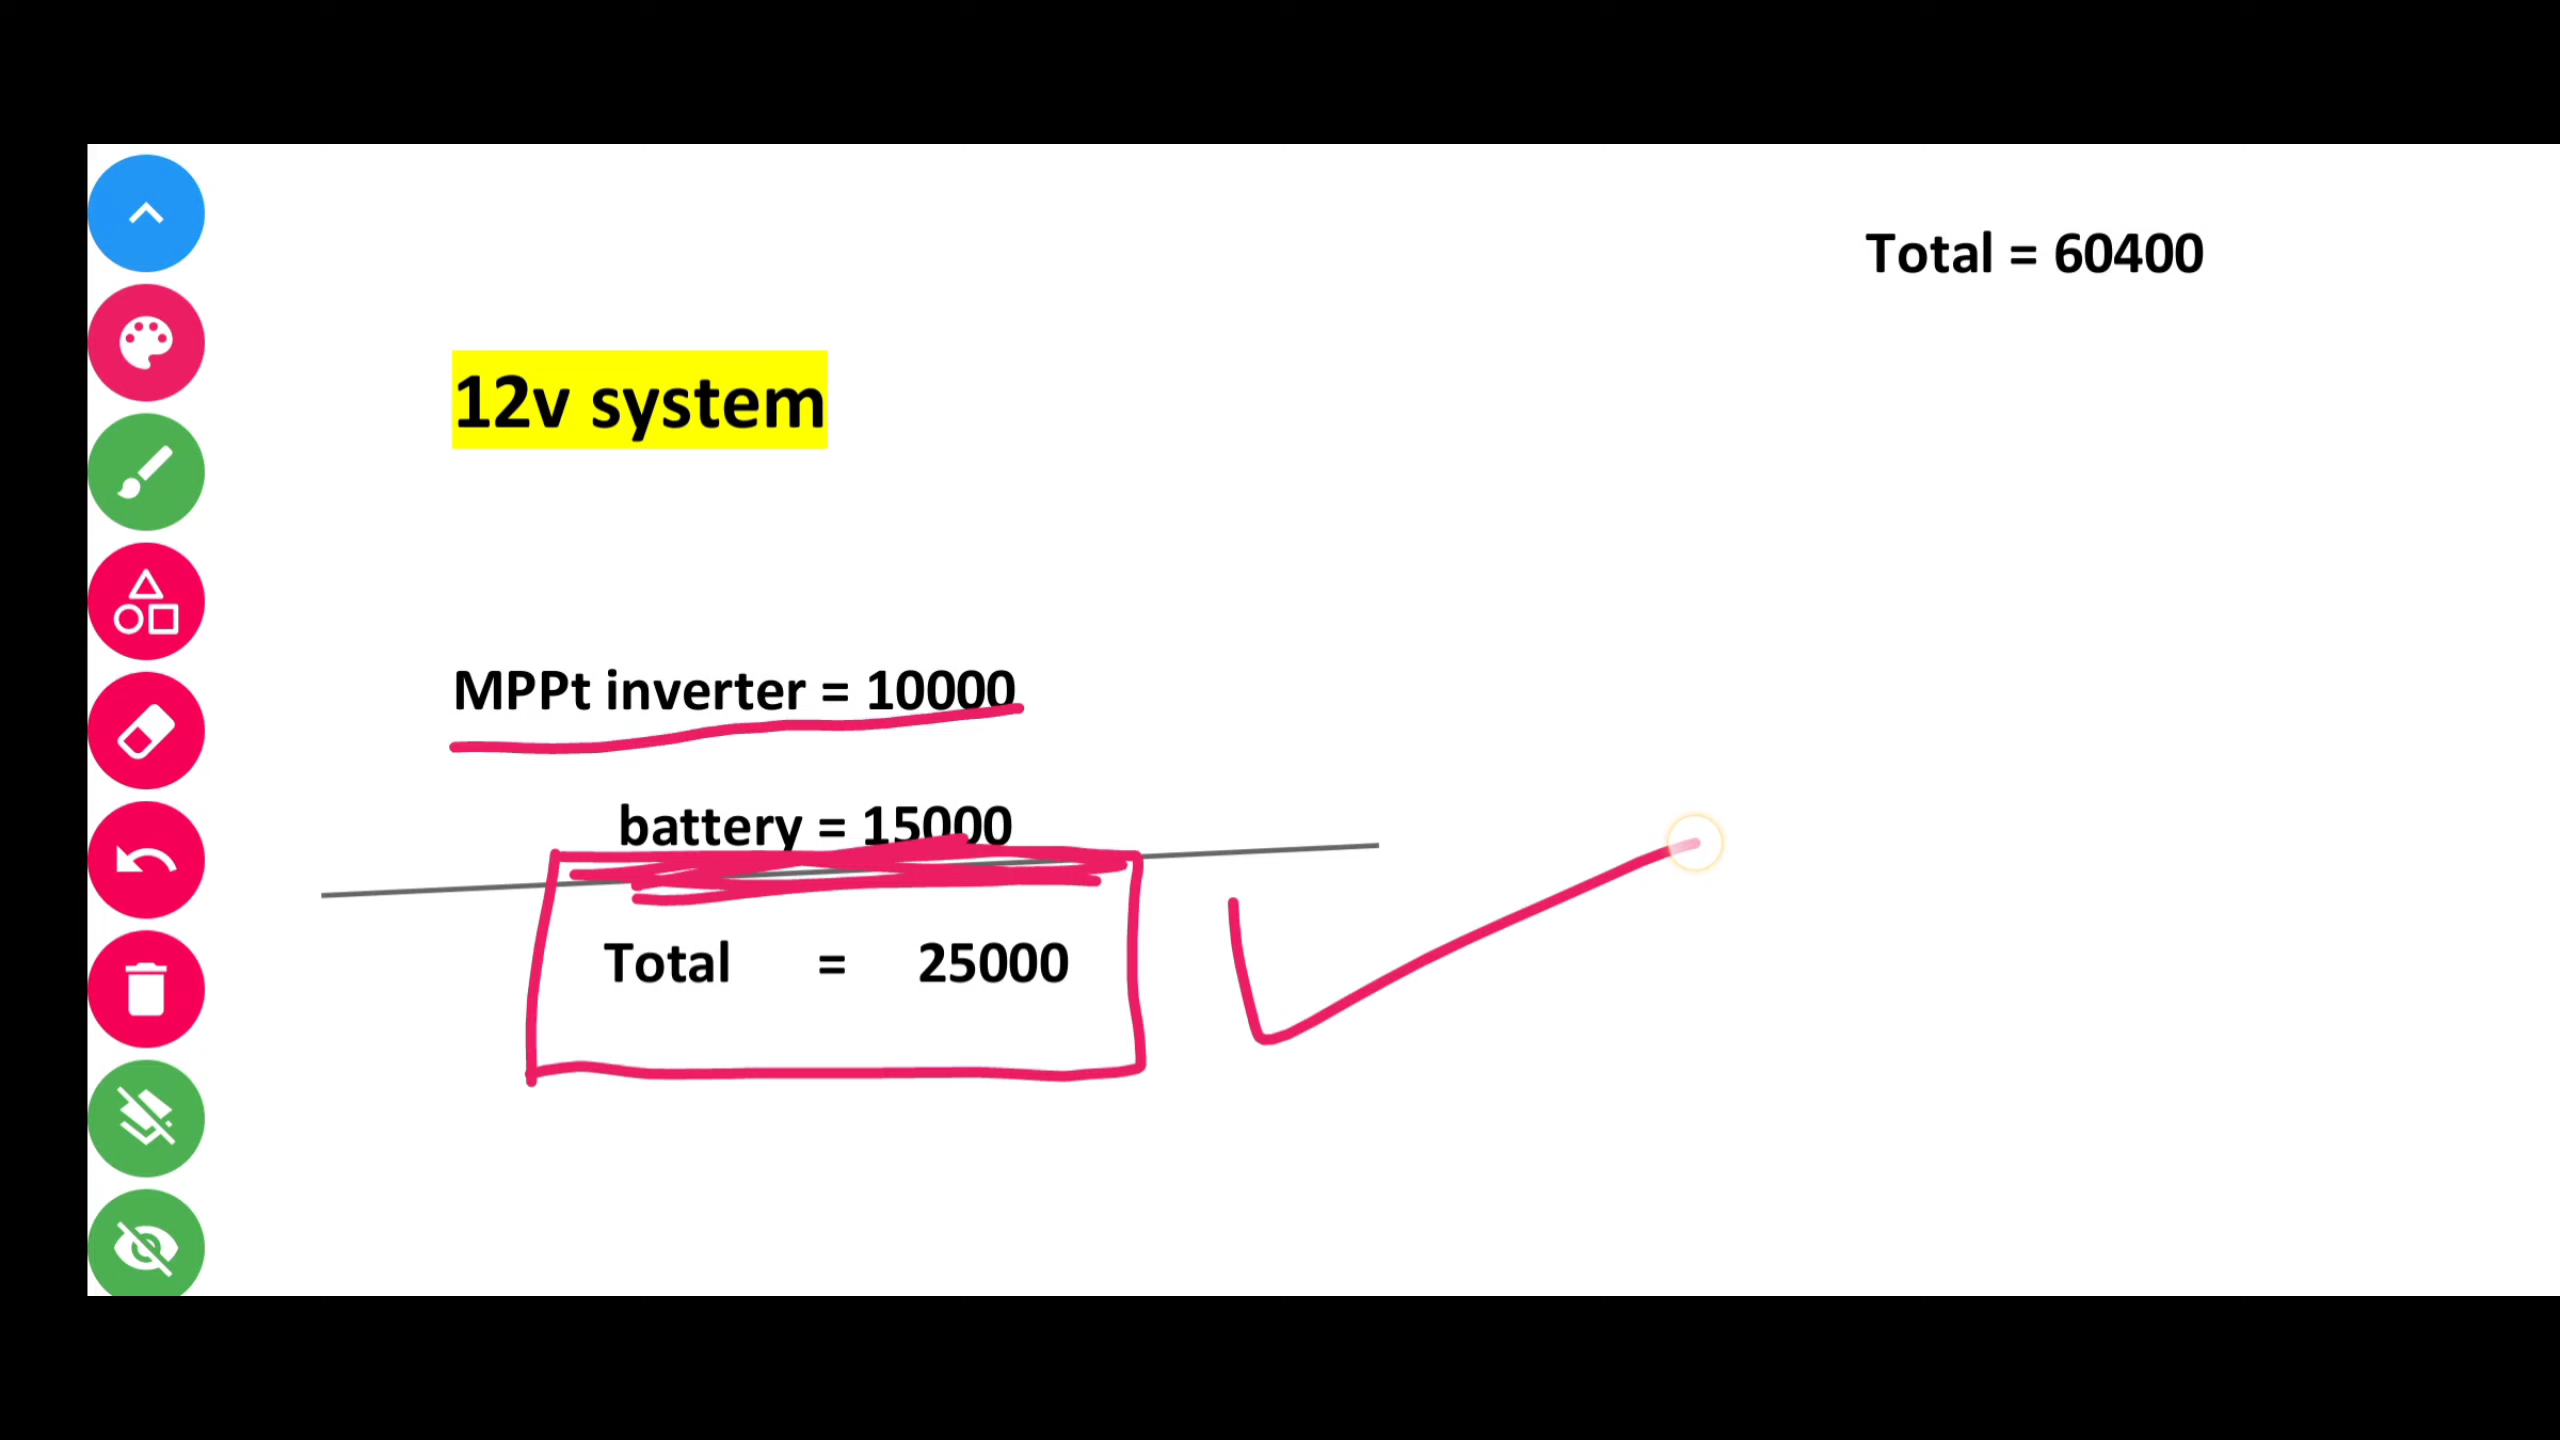 Total = 60400
12v system
MPPt inverter = 10000
battery = 15000
Total = 25000